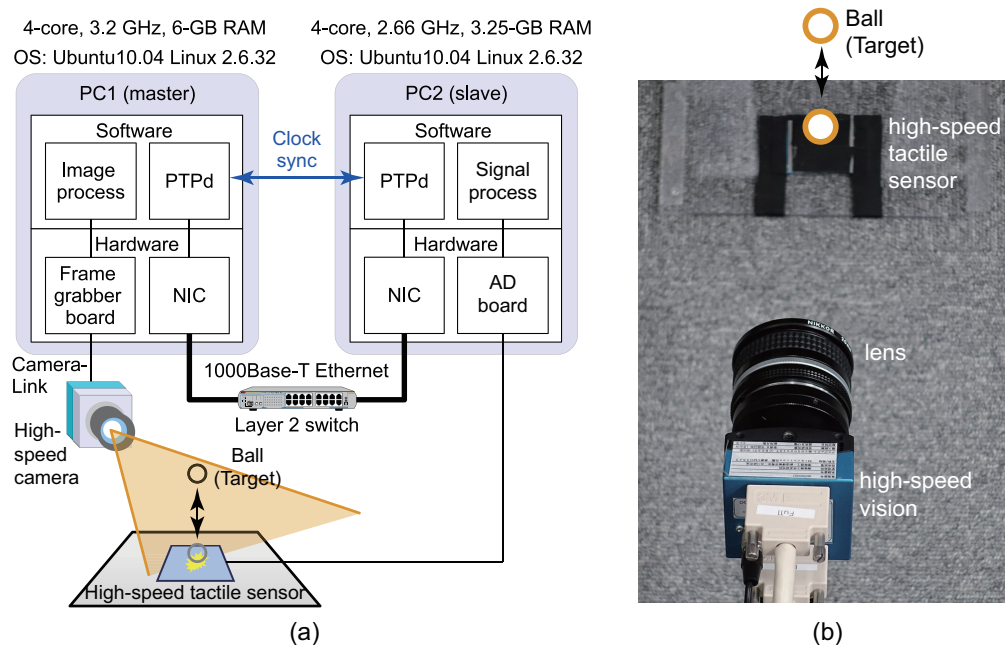 4-core, 3.2 GHz, 6-GB RAM
OS: Ubuntu10.04 Linux 2.6.32
PC1 (master)
Software
Image
process
PTPd
Hardware
Frame
grabber
board
NIC
Clock
sync
4-core, 2.66 GHz, 3.25-GB RAM
OS: Ubuntu10.04 Linux 2.6.32
PC2 (slave)
Software
PTPd
Signal
process
Hardware
NIC
AD
board
Camera-
Link
1000Base-T Ethernet
Layer 2 switch
High-
speed
camera
Ball
(Target)
High-speed tactile sensor
(a)
Ball
(Target)
high-speed
tactile
sensor
NIKKOR
lens
high-speed
vision
Full
(b)